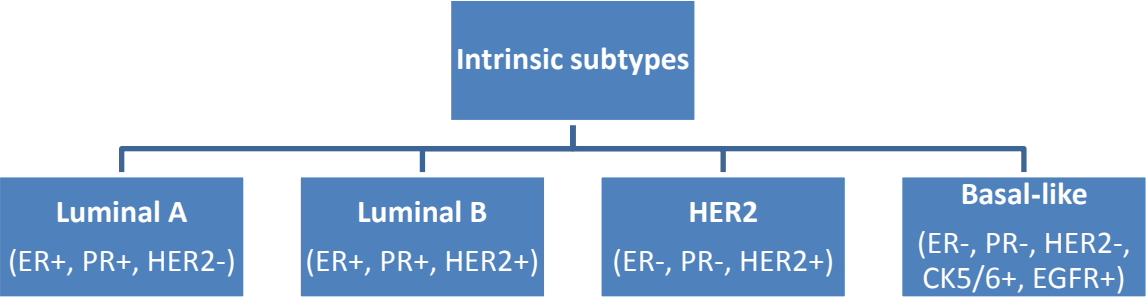 Intrinsic subtypes
Luminal A
(ER+, PR+, HER2-)
Luminal B
(ER+, PR+, HER2+)
HER2
(ER-, PR-, HER2+)
Basal-like
(ER-, PR-, HER2-,
CK5/6+, EGFR+)